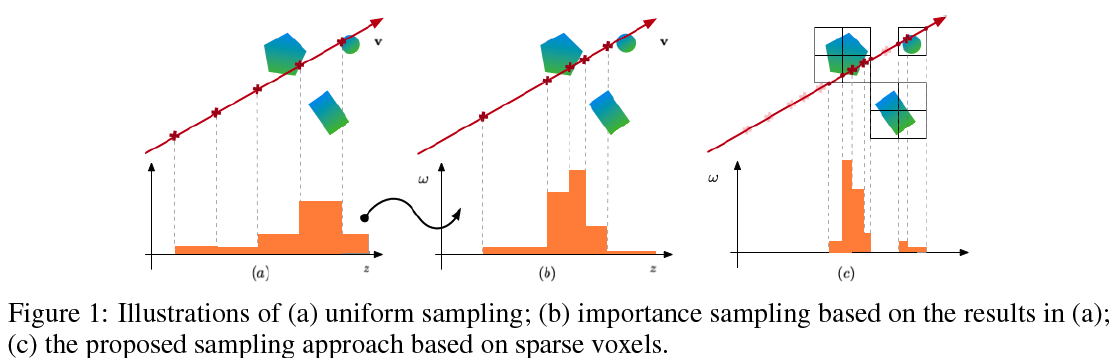 v
v
ω
ω
z
z
(a)
(b)
(c)
Figure 1: Illustrations of (a) uniform sampling; (b) importance sampling based on the results in (a);
(c) the proposed sampling approach based on sparse voxels.